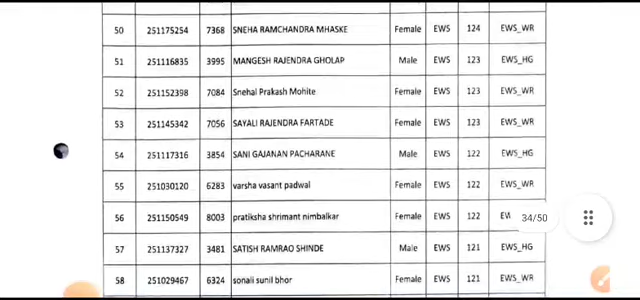 50 251175254 7368 SNEHA RAMCHANDRA MHASKE Female EWS 124 EWS_WR
51 251116835 3995 MANGESH RAJENDRA GHOLAP Male EWS 123 EWS_HG
52 251152398 7084 Snehal Prakash Mohite Female EWS 123 EWS_WR
53 251145342 7056 SAYALI RAJENDRA FARTADE Female EWS 123 EWS_WR
54 251117316 3854 SANI GAJANAN PACHARANE Male EWS 122 EWS_HG
55 251030120 6283 varsha vasant padwal Female EWS 122 EWS_WR
56 251150549 8003 pratiksha shrimant nimbalkar Female EWS 122 EW
34/50
57 251137327 3481 SATISH RAMRAO SHINDE Male EWS 121 EWS_HG
58 251029467 6324 sonali sunil bhor Female EWS 121 EWS_WR